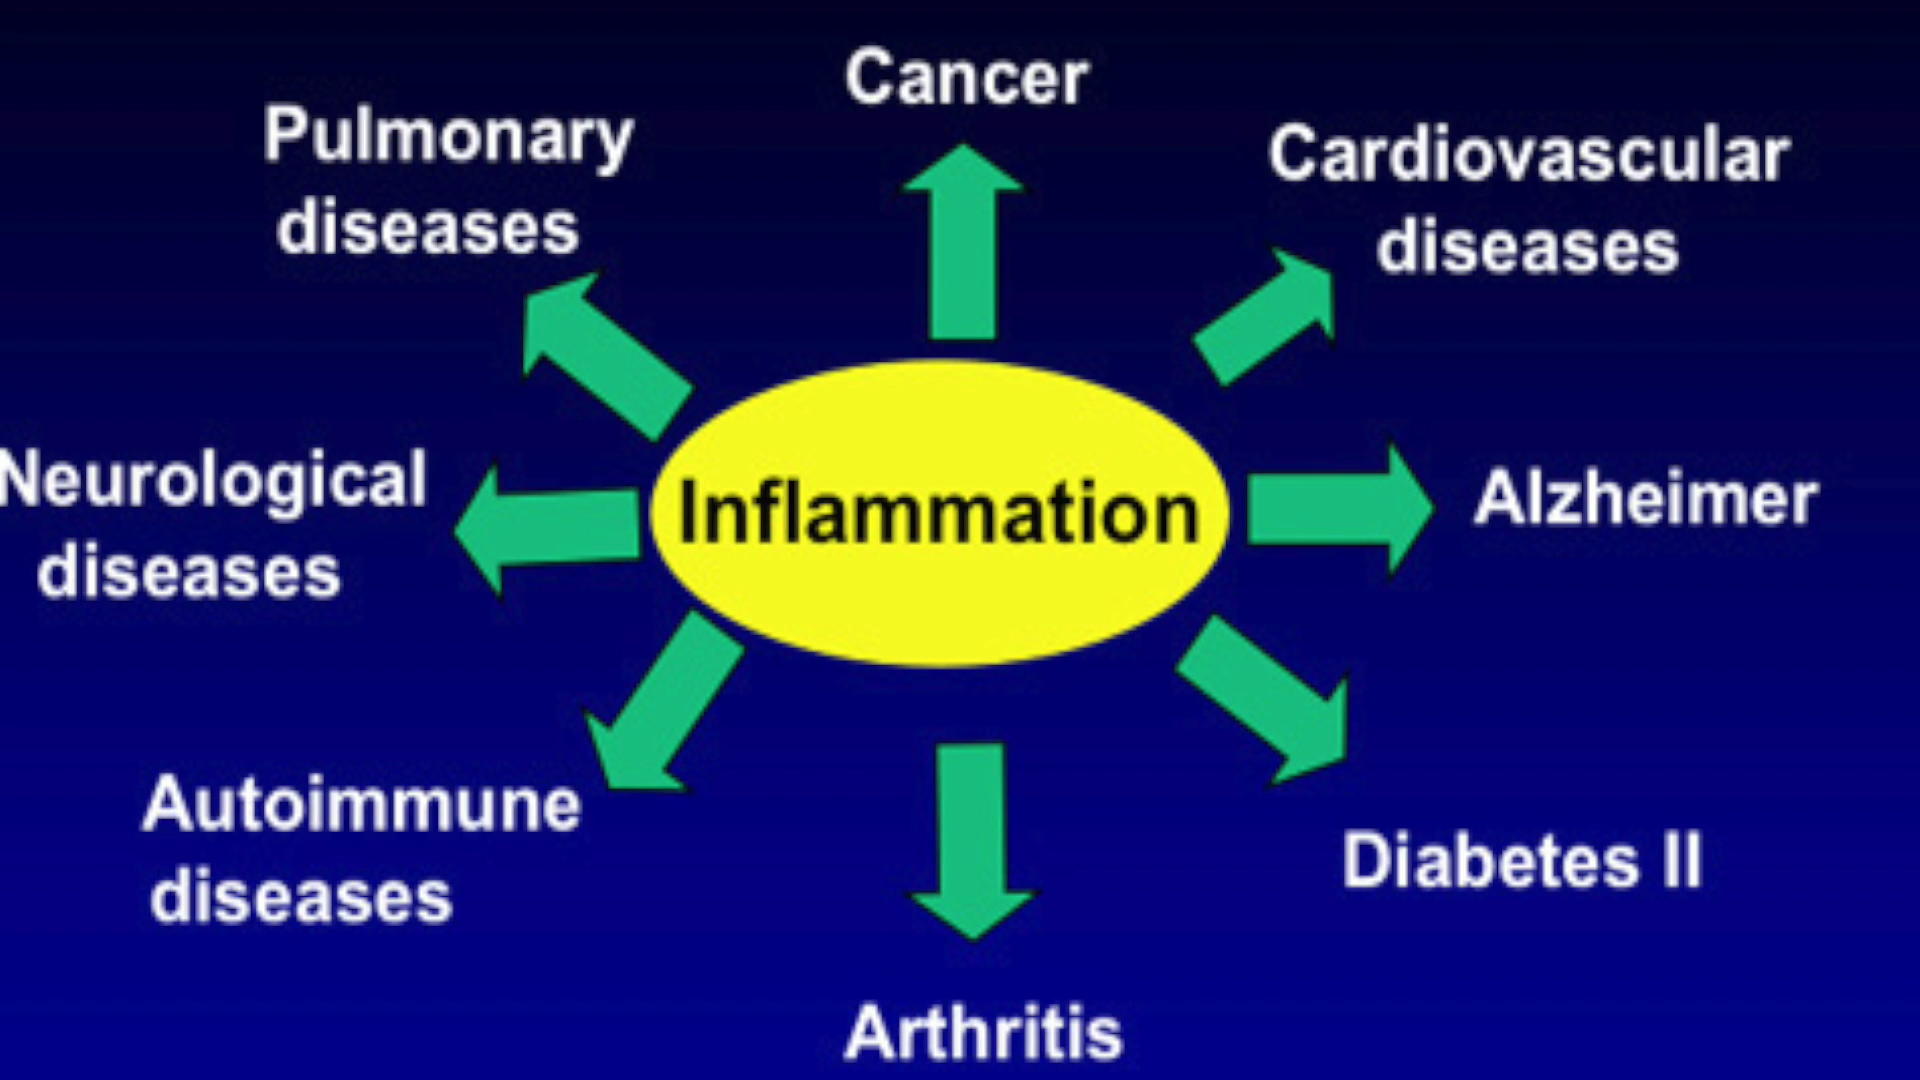 Cancer
Pulmonary
diseases
Cardiovascular
diseases
Neurological
diseases
Inflammation
Alzheimer
Autoimmune
diseases
Diabetes II
Arthritis